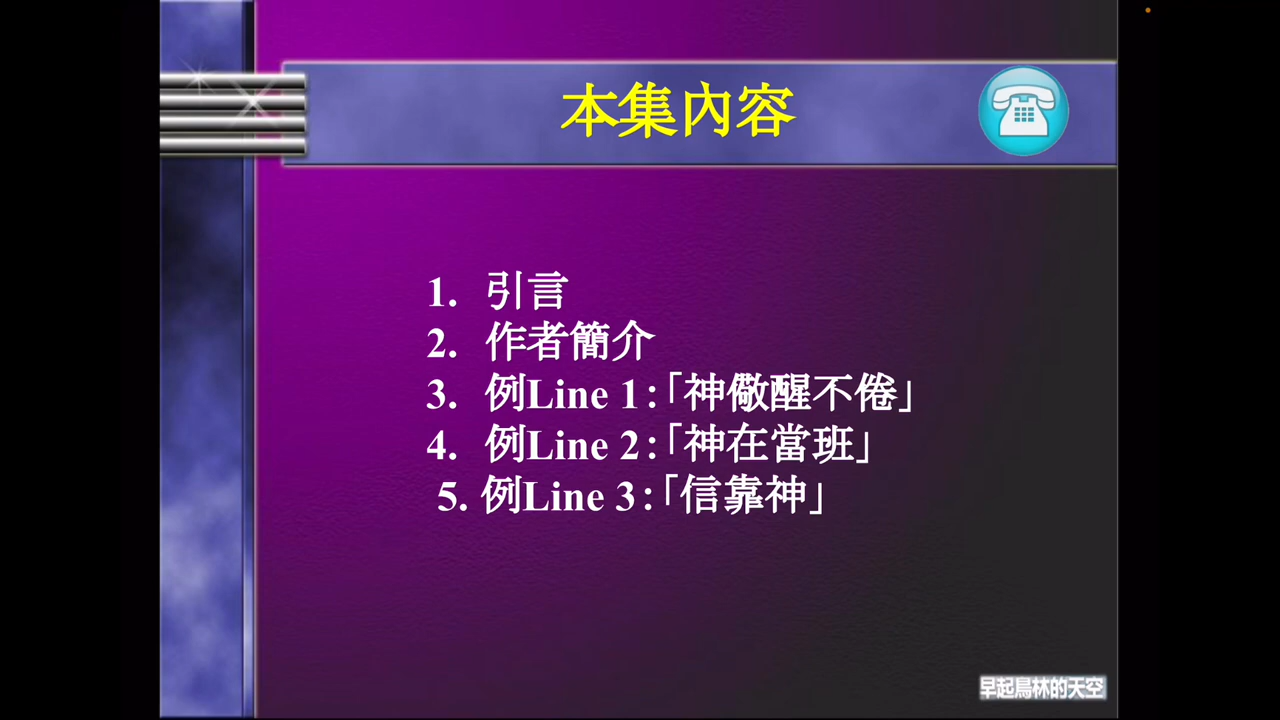 本集內容
1. 引言
2. 作者簡介
3. 例Line 1:「神儆醒不倦」
4. 例Line 2:「神在當班」
5. 例Line 3:「信靠神」
早起鳥林的天空